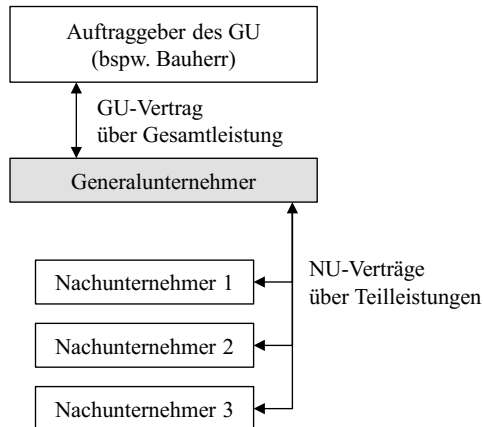 Auftraggeber des GU
(bspw. Bauherr)
GU-Vertrag
über Gesamtleistung
Generalunternehmer
Nachunternehmer 1
NU-Verträge
über Teilleistungen
Nachunternehmer 2
Nachunternehmer 3